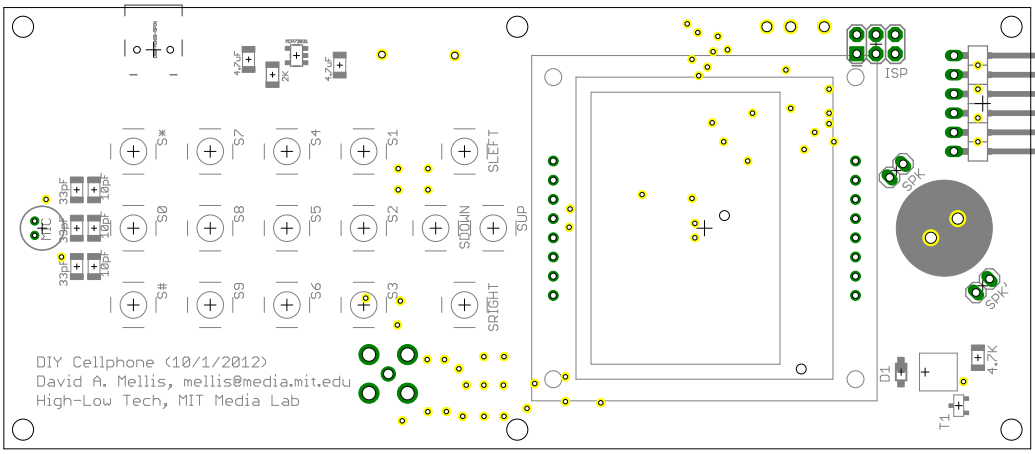 4.7uF
2K
MCP73831
4.7uF
ISP
S*
S7
S4
S1
SLEFT
SPK
33pF
10pF
MIC
33pF
10pF
S0
S8
S5
S2
SDOWN
SUP
33pF
10pF
S#
S9
S6
S3
SRIGHT
SPK'
DIY Cellphone (10/1/2012)
David A. Mellis, mellis@media.mit.edu
High-Low Tech, MIT Media Lab
D1
4.7K
T1